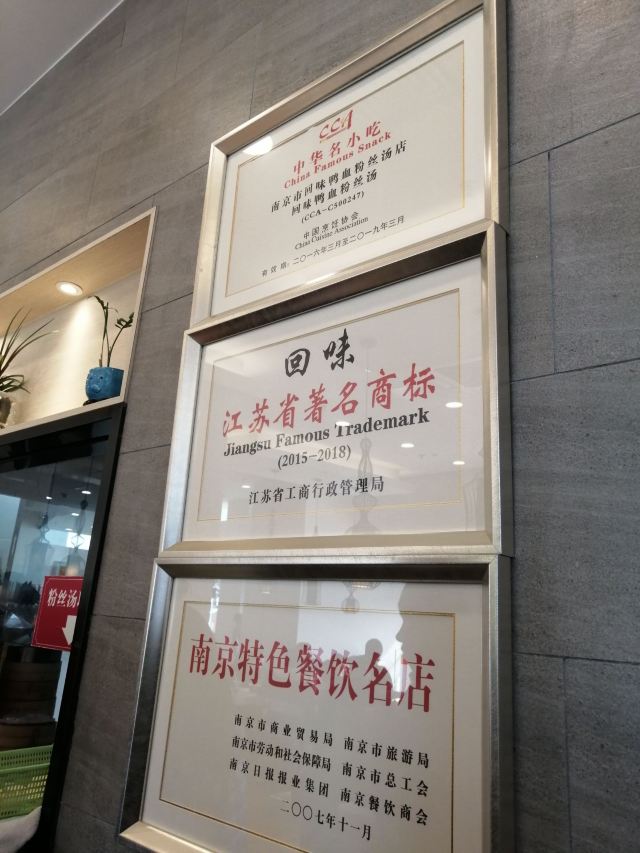 CCA
中华名小吃
China Famous Snack
南京市回味鸭血粉丝汤店
回味鸭血粉丝汤
(CCA-C500247)
中国烹饪协会
China Cuisine Association
有效期：二〇一六年三月至二〇一九年三月
回味
江苏省著名商标
Jiangsu Famous Trademark
(2015-2018)
江苏省工商行政管理局
粉丝汤
南京特色餐饮名店
南京市商业贸易局 南京市旅游局
南京市劳动和社会保障局 南京市总工会
南京日报报业集团 南京餐饮商会
二〇〇七年十一月